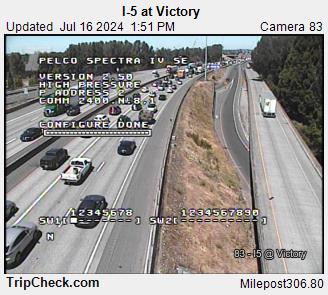 I-5 at Victory
Updated Jul 16 2024 1:51 PM Camera 83
PELCO SPECTRA IV SE
VERSION 2.50
HIGH PRESSURE
P ADDRESS 2
COMM 2400,N,8,1
CONFIGURE DONE
12345678 1234567890
SW1 SW2
N
83 - I5 @ Victory
TripCheck.com Milepost306.80